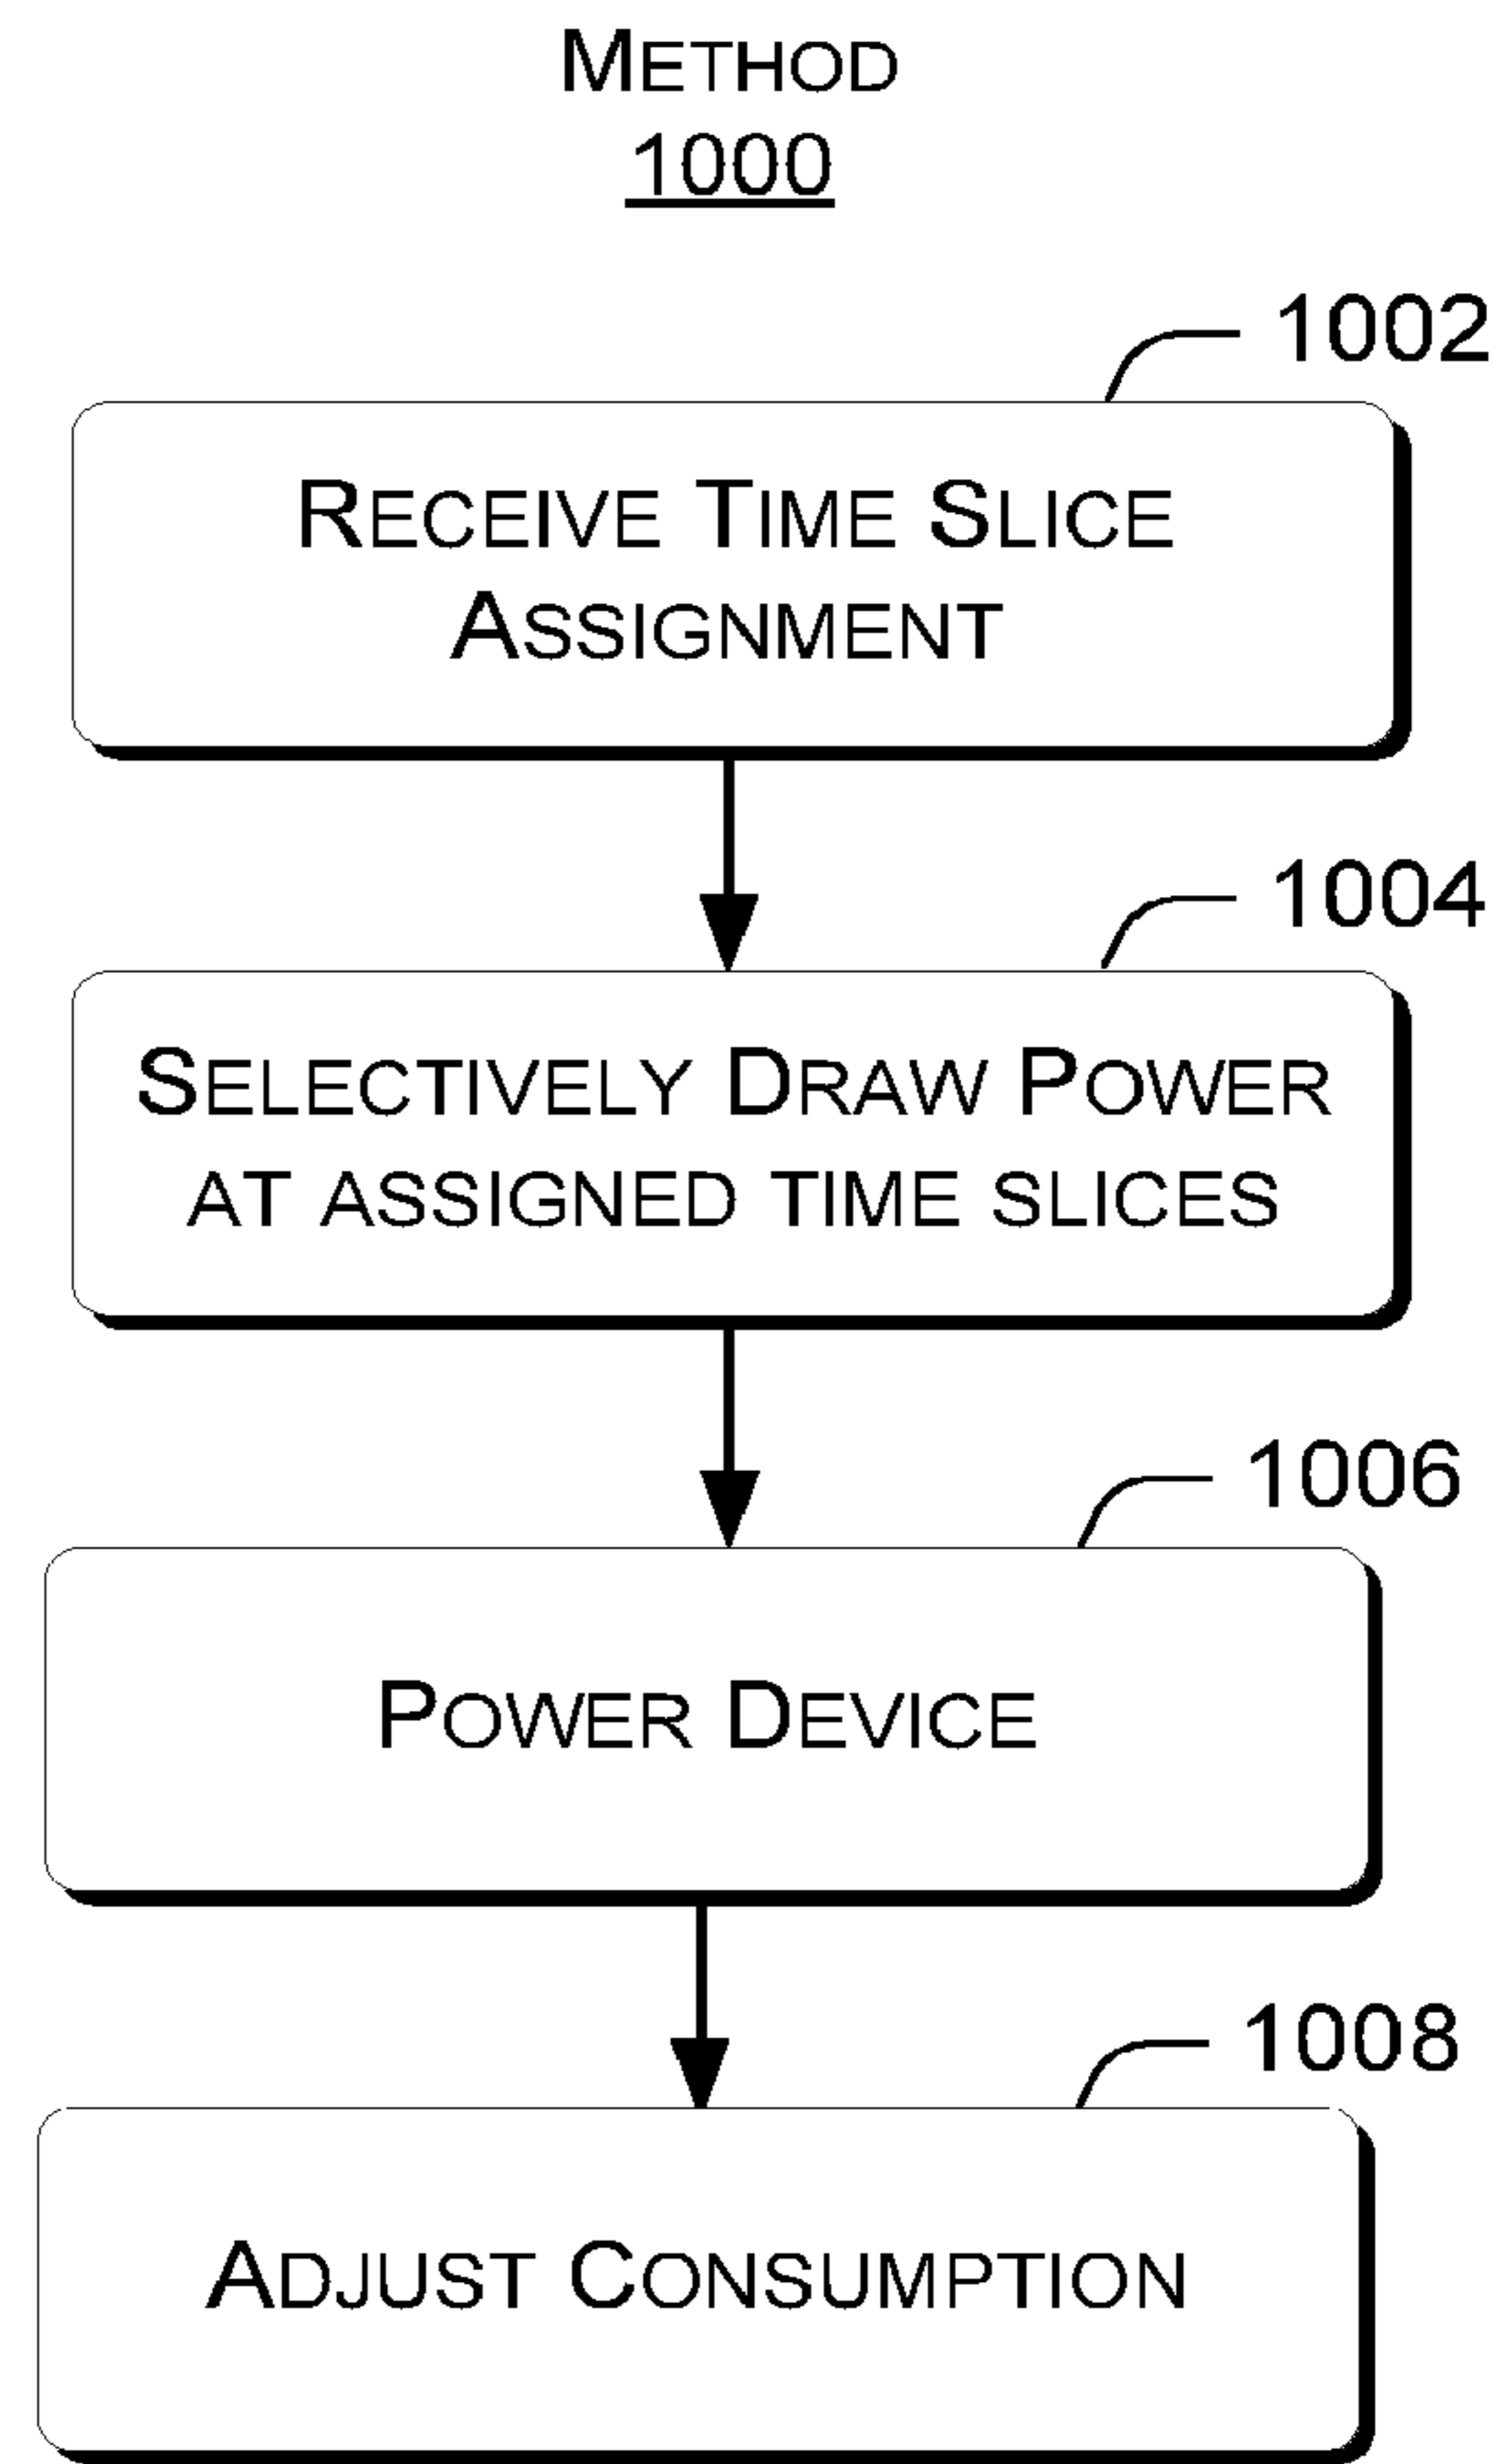 METHOD
1000
1002
RECEIVE TIME SLICE
ASSIGNMENT
1004
SELECTIVELY DRAW POWER
AT ASSIGNED TIME SLICES
1006
POWER DEVICE
1008
ADJUST CONSUMPTION